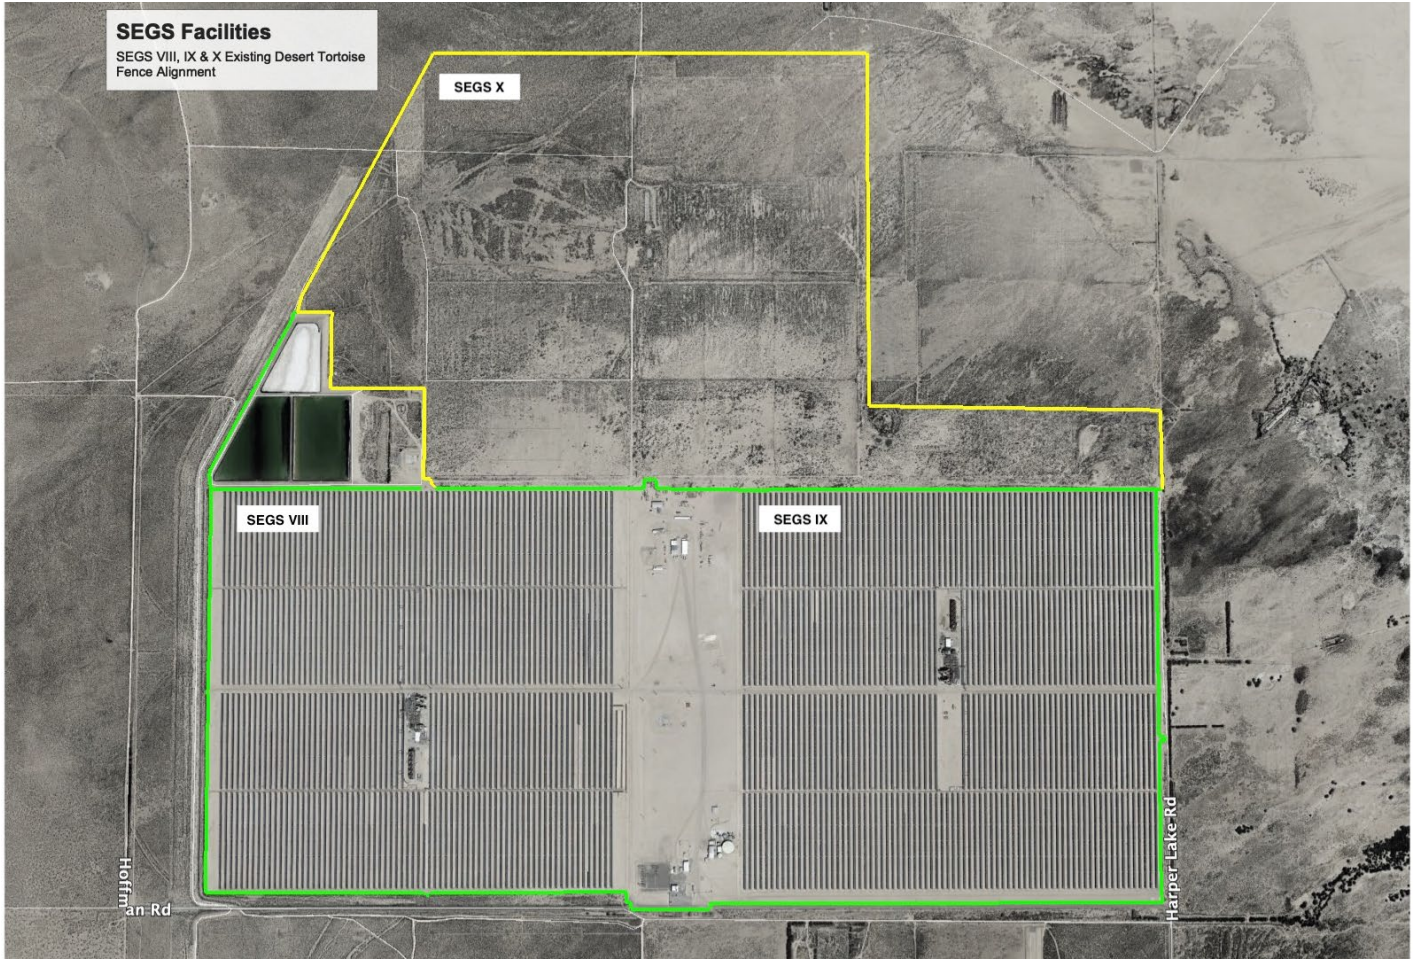 SEGS Facilities
SEGS VIII, IX & X Existing Desert Tortoise
Fence Alignment
SEGS X
SEGS VIII
SEGS IX
Hoffman Rd
Harper Lake Rd